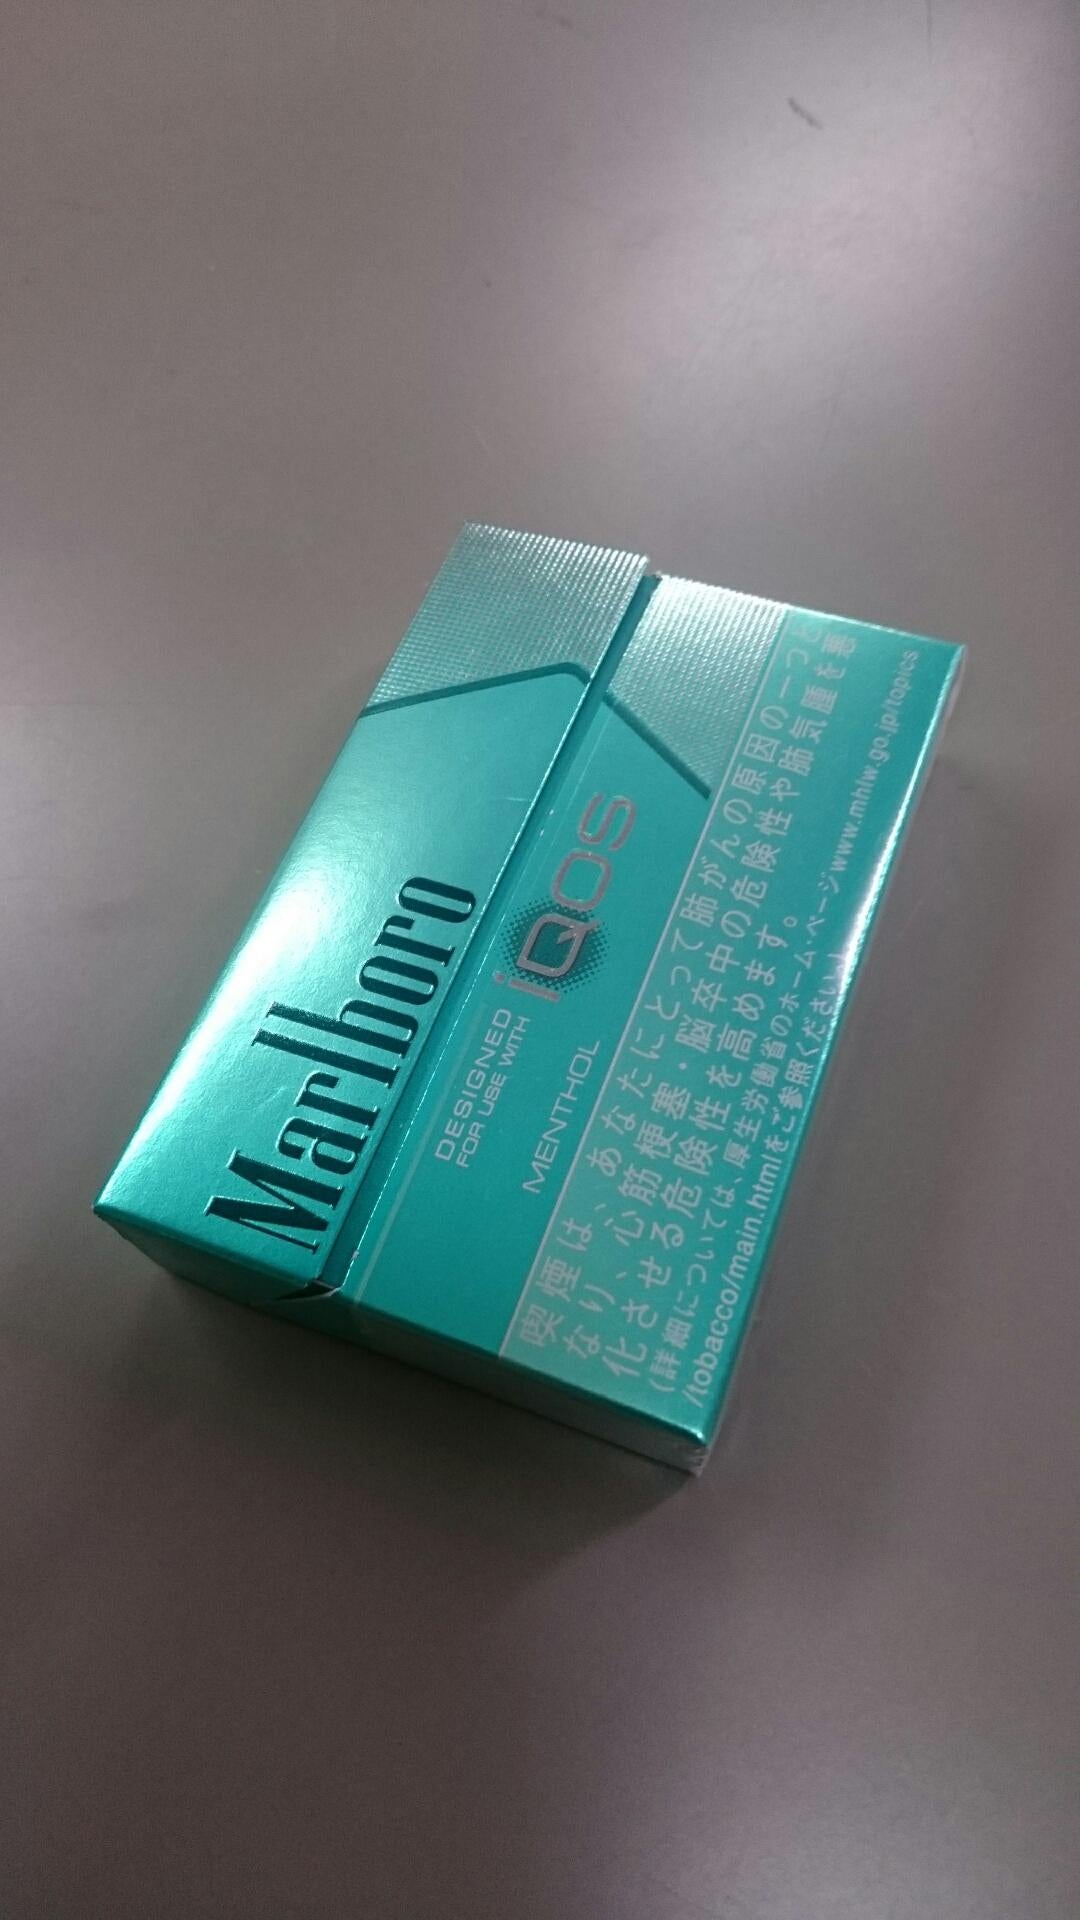 Marlboro
DESIGNED
FOR USE WITH
iQOS
MENTHOL
喫煙は、あなたにとって肺がんの原因の一つと
なり、心筋梗塞・脳卒中の危険性や肺気腫を悪
化させる危険性を高めます。
(詳細については、厚生労働省のホーム・ページwww.mhlw.go.jp/topics
/tobacco/main.htmlをご参照ください。)